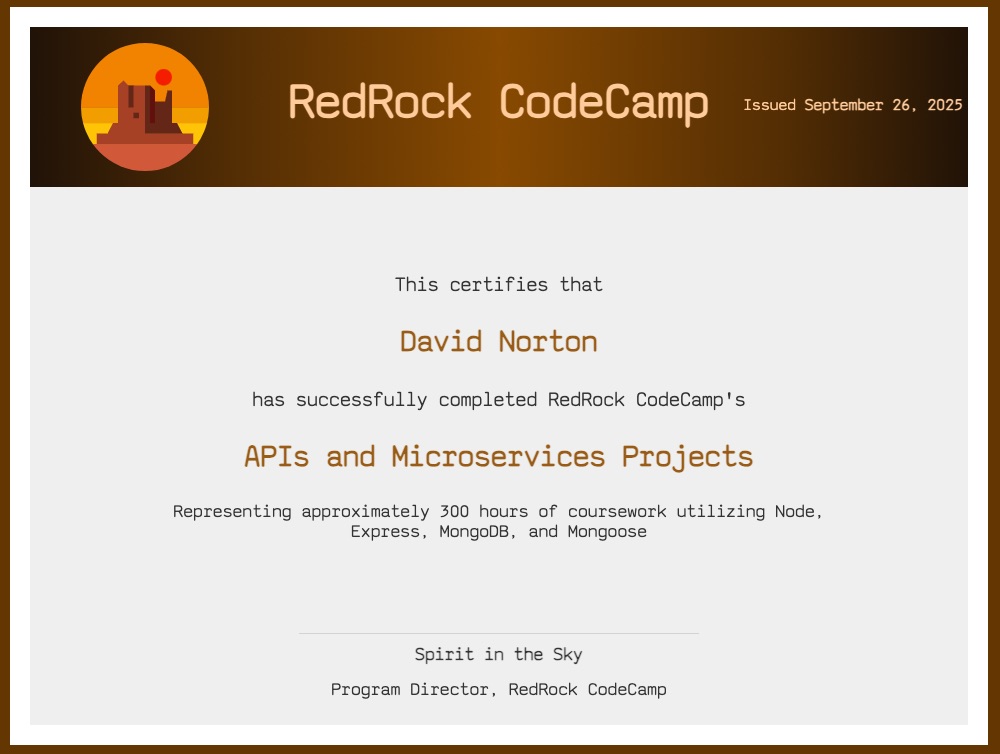 RedRock CodeCamp
Issued September 26, 2025
This certifies that
David Norton
has successfully completed RedRock CodeCamp's
APIs and Microservices Projects
Representing approximately 300 hours of coursework utilizing Node,
Express, MongoDB, and Mongoose
Spirit in the Sky
Program Director, RedRock CodeCamp